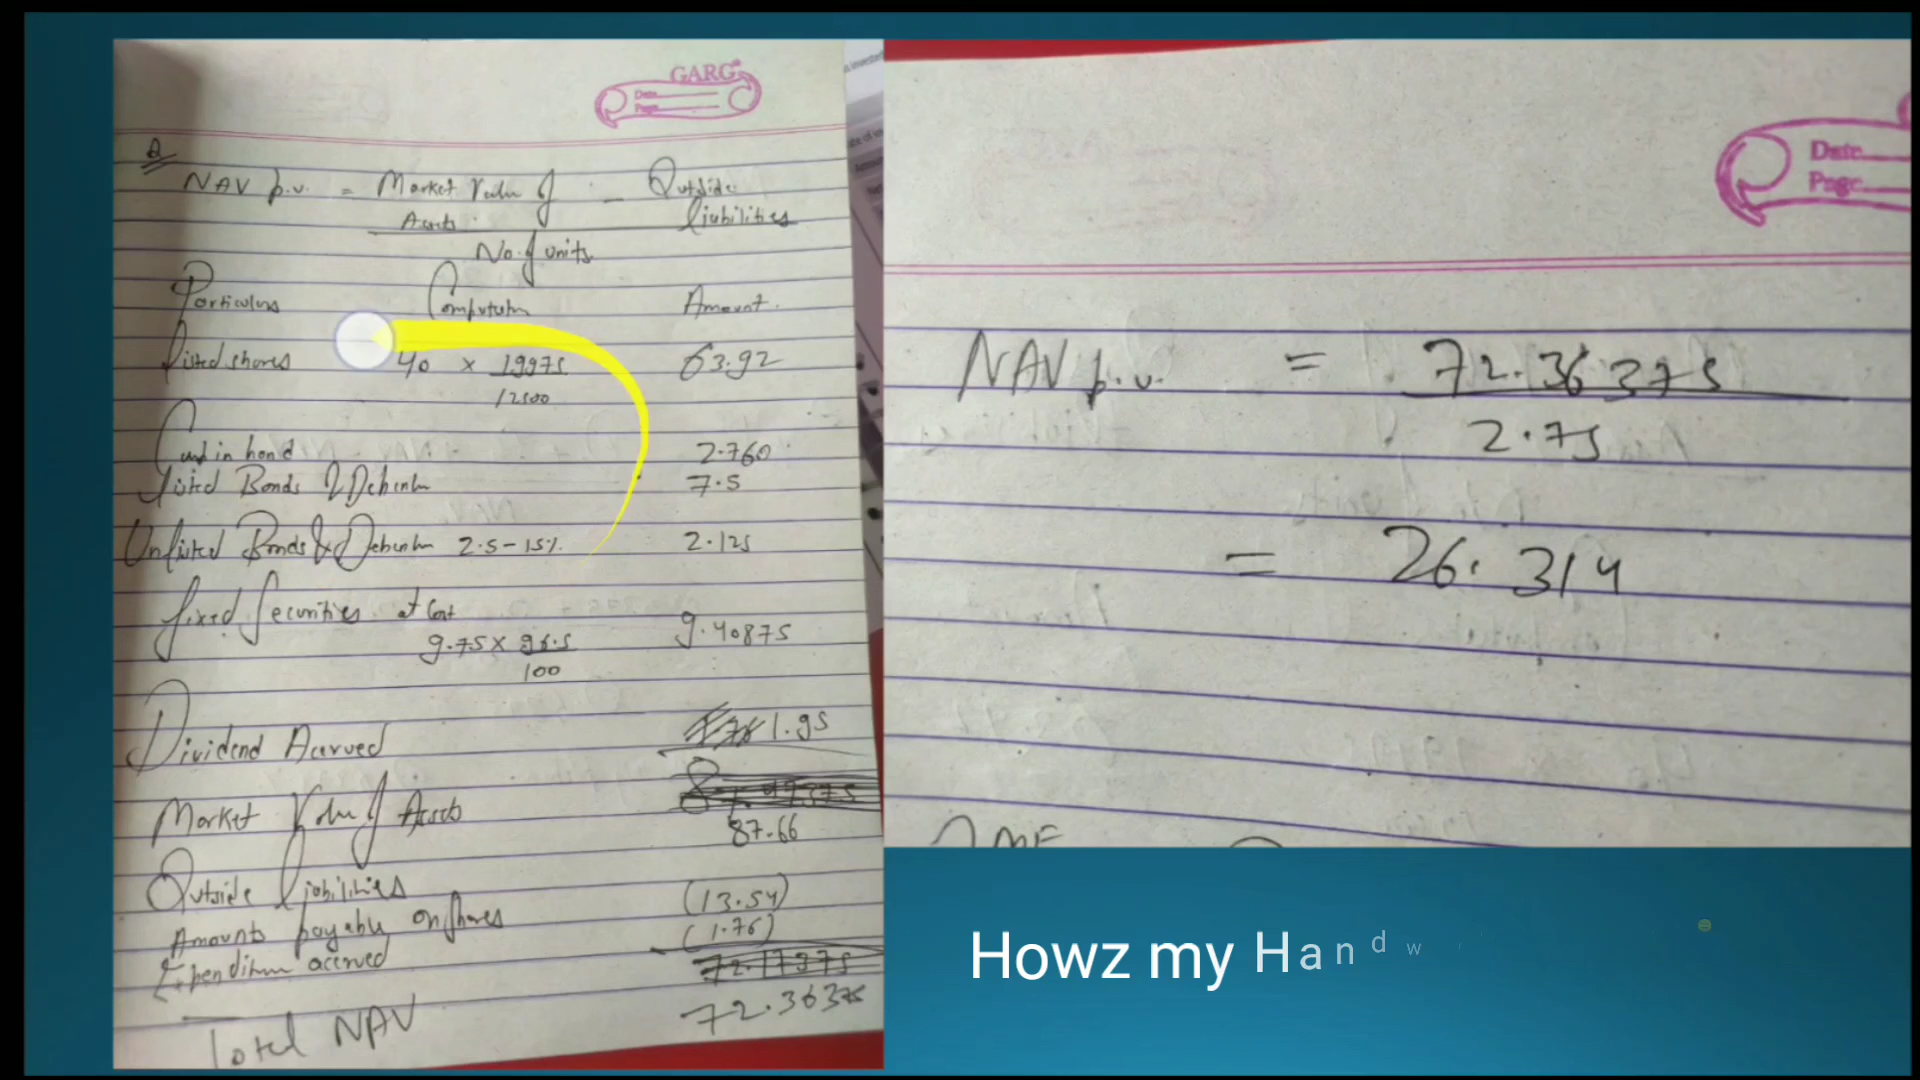 GARG
Date
Page
Q
NAV p.u. = Market Value of Assets - Outside liabilities
No. of units
Particulars Computation Amount
Listed shares 40 x 19975 63.92
12500
Cash in hand 2.760
Listed Bonds & Debentu 7.5
Unlisted Bonds & Debentu 2.5-15% 2.125
fixed Securities at Cost
9.75 x 96.5 9.40875
100
Dividend Accrued 1.95
Market Value of Assets
87.66
Outside liabilities (13.54)
Amounts payable on shares (1.76)
Expenditure accrued
Total NAV 72.36375
Date
Page
NAV p.u. = 72.36375
2.75
= 26.314
Howz my Handw